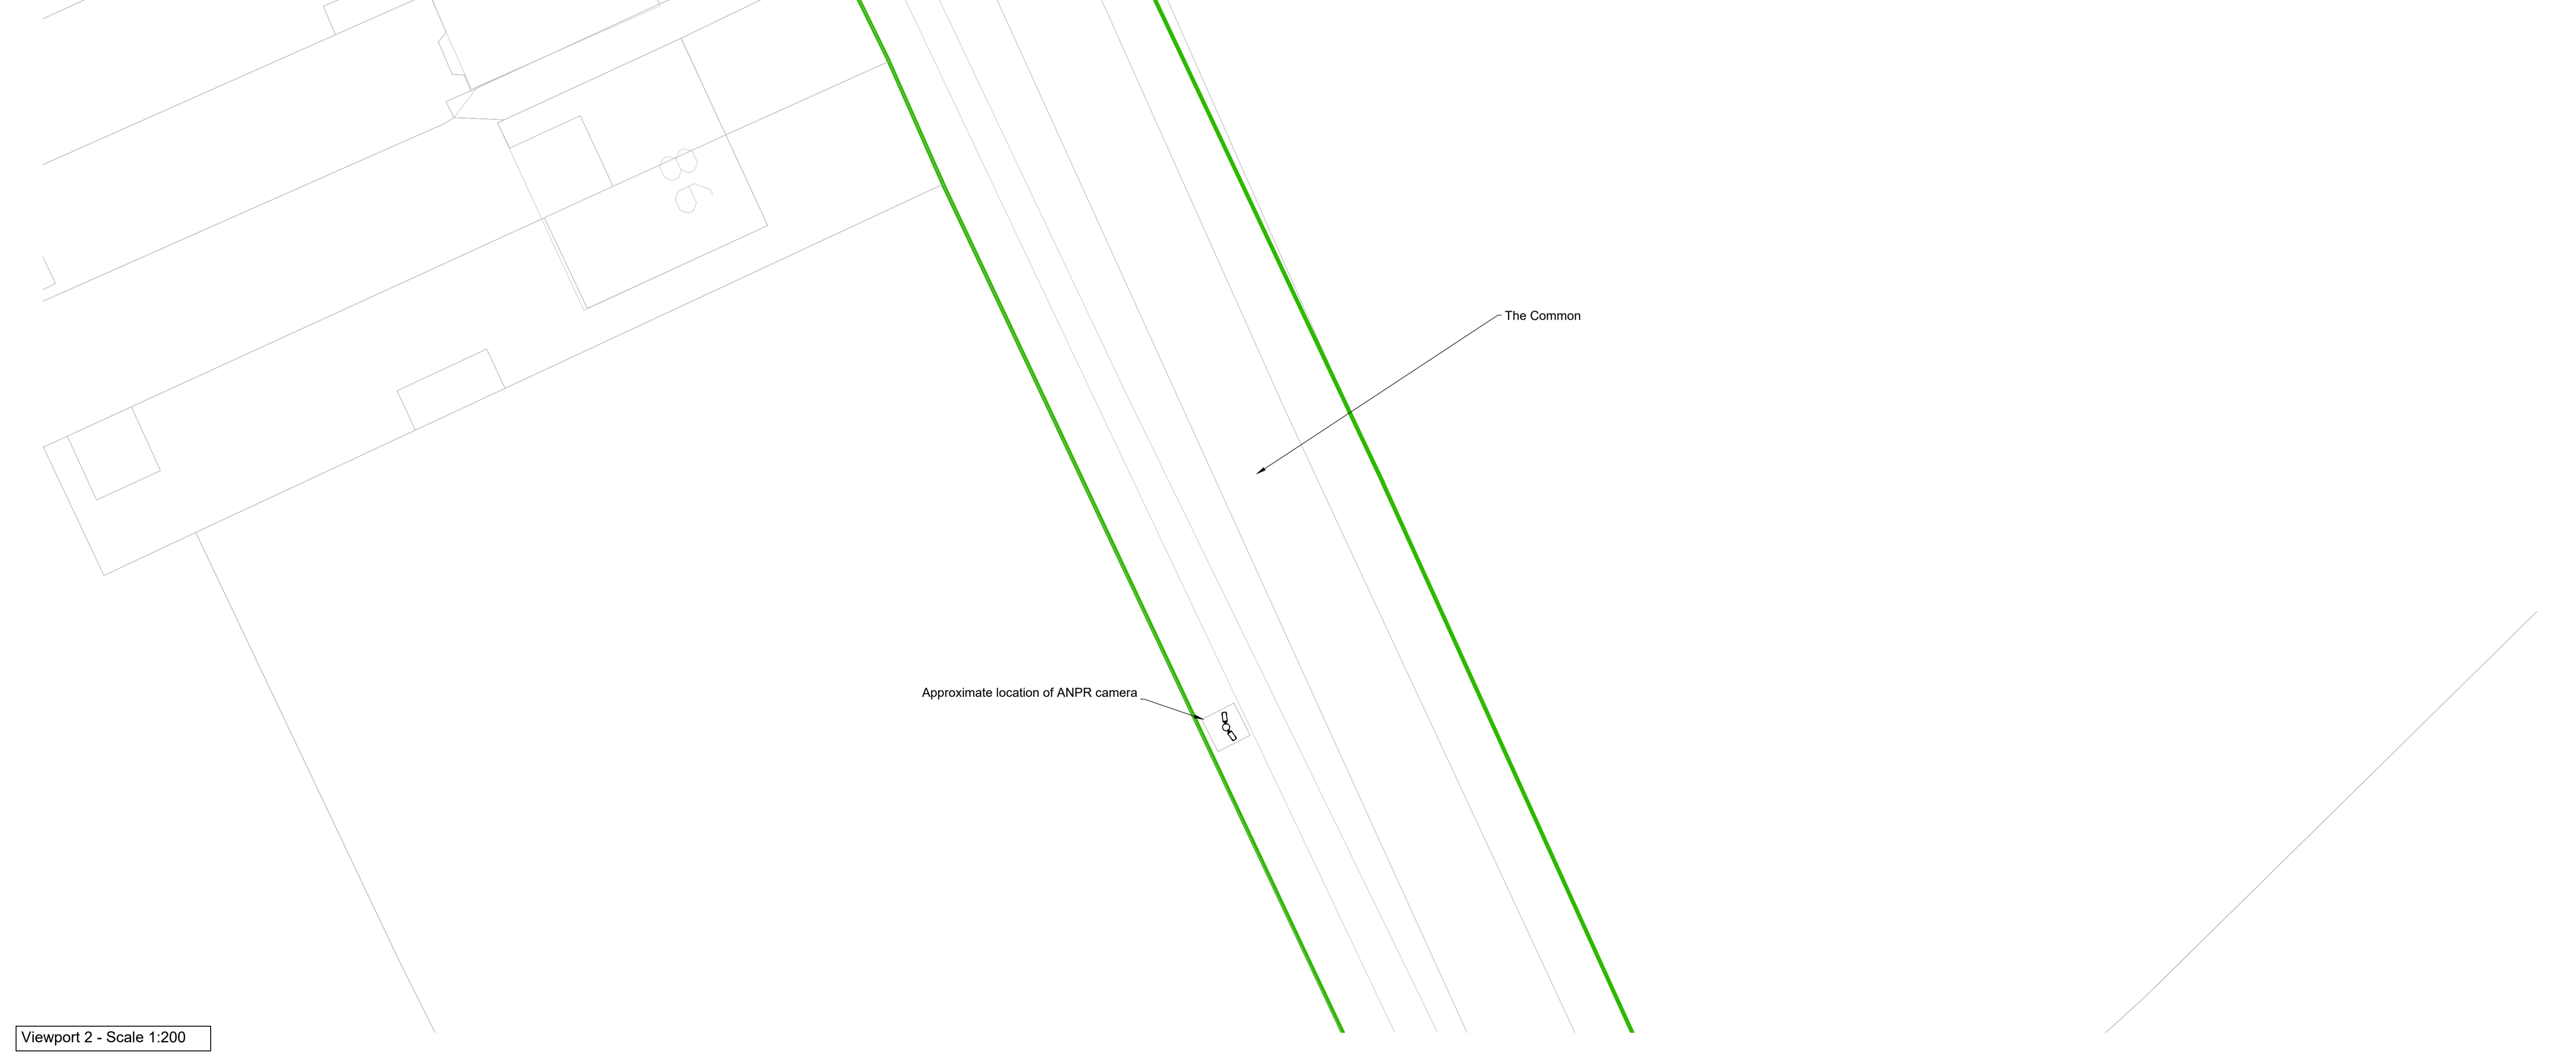 The Common
Approximate location of ANPR camera
Viewport 2 - Scale 1:200